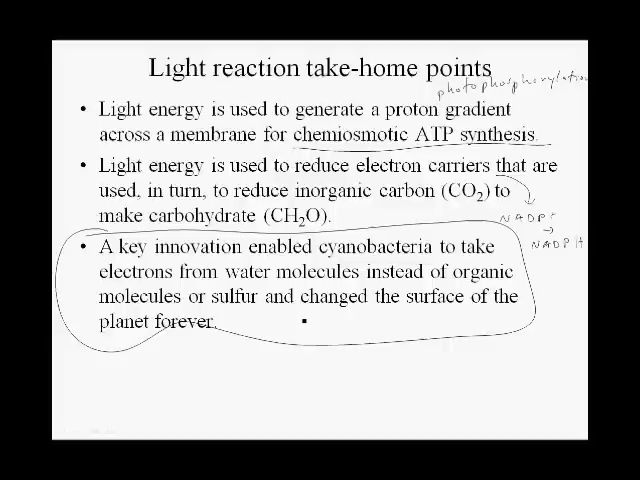 Light reaction take-home points
photophosphorylation
• Light energy is used to generate a proton gradient
across a membrane for chemiosmotic ATP synthesis.
• Light energy is used to reduce electron carriers that are
used, in turn, to reduce inorganic carbon (CO₂) to
make carbohydrate (CH₂O).
NADP⁺
→
NADPH
• A key innovation enabled cyanobacteria to take
electrons from water molecules instead of organic
molecules or sulfur and changed the surface of the
planet forever.